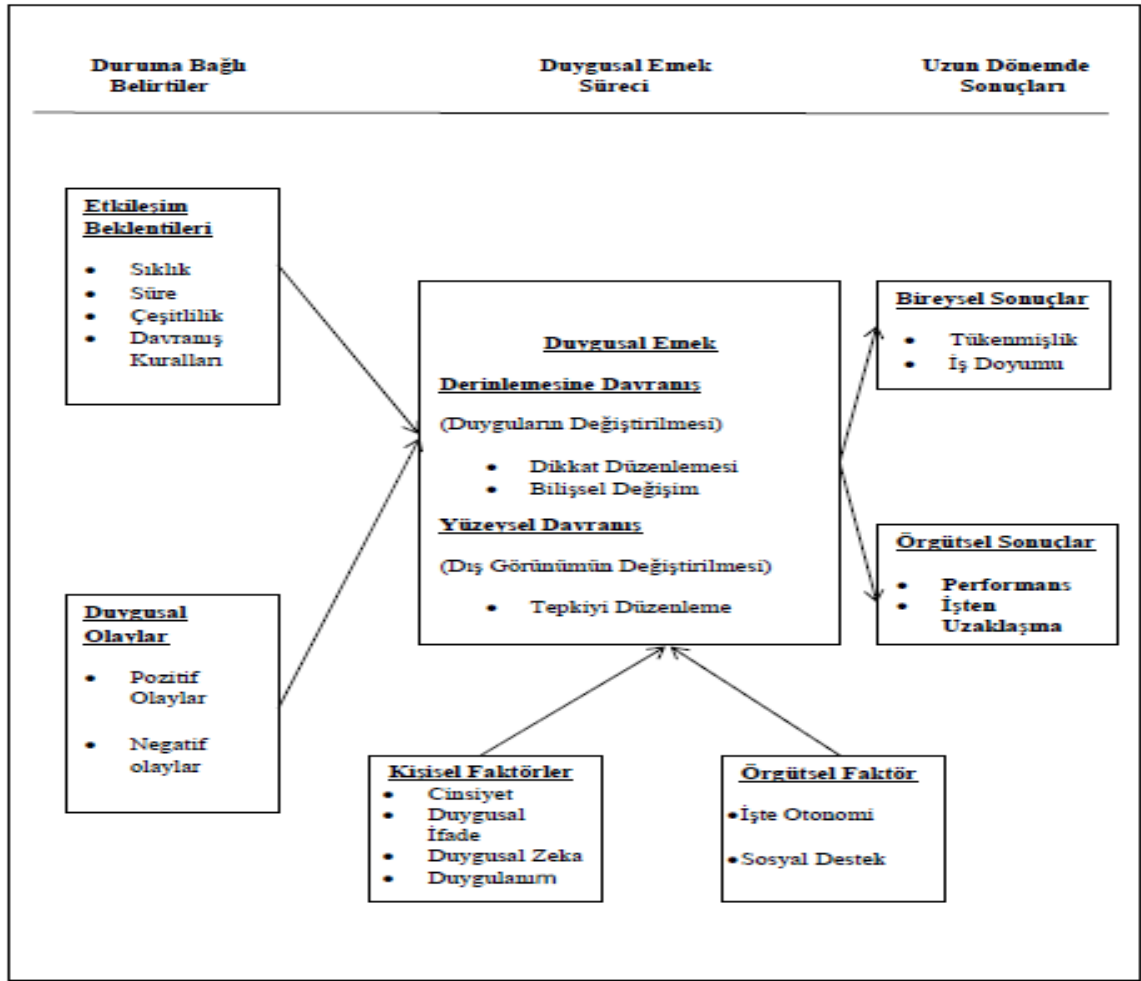 Duruma Bağlı
Belirtiler
Duygusal Emek
Süreci
Uzun Dönemde
Sonuçları
Etkileşim
Beklentileri
• Sıklık
• Süre
• Çeşitlilik
• Davranış
Kuralları
Duygusal
Olaylar
• Pozitif
Olaylar
• Negatif
olaylar
Duygusal Emek
Derinlemesine Davranış
(Duyguların Değiştirilmesi)
• Dikkat Düzenlemesi
• Bilişsel Değişim
Yüzeysel Davranış
(Dış Görünümün Değiştirilmesi)
• Tepkiyi Düzenleme
Bireysel Sonuçlar
• Tükenmişlik
• İş Doyumu
Örgütsel Sonuçlar
• Performans
• İşten
Uzaklaşma
Kişisel Faktörler
• Cinsiyet
• Duygusal
İfade
• Duygusal Zeka
• Duygulanım
Örgütsel Faktör
•İşte Otonomi
•Sosyal Destek